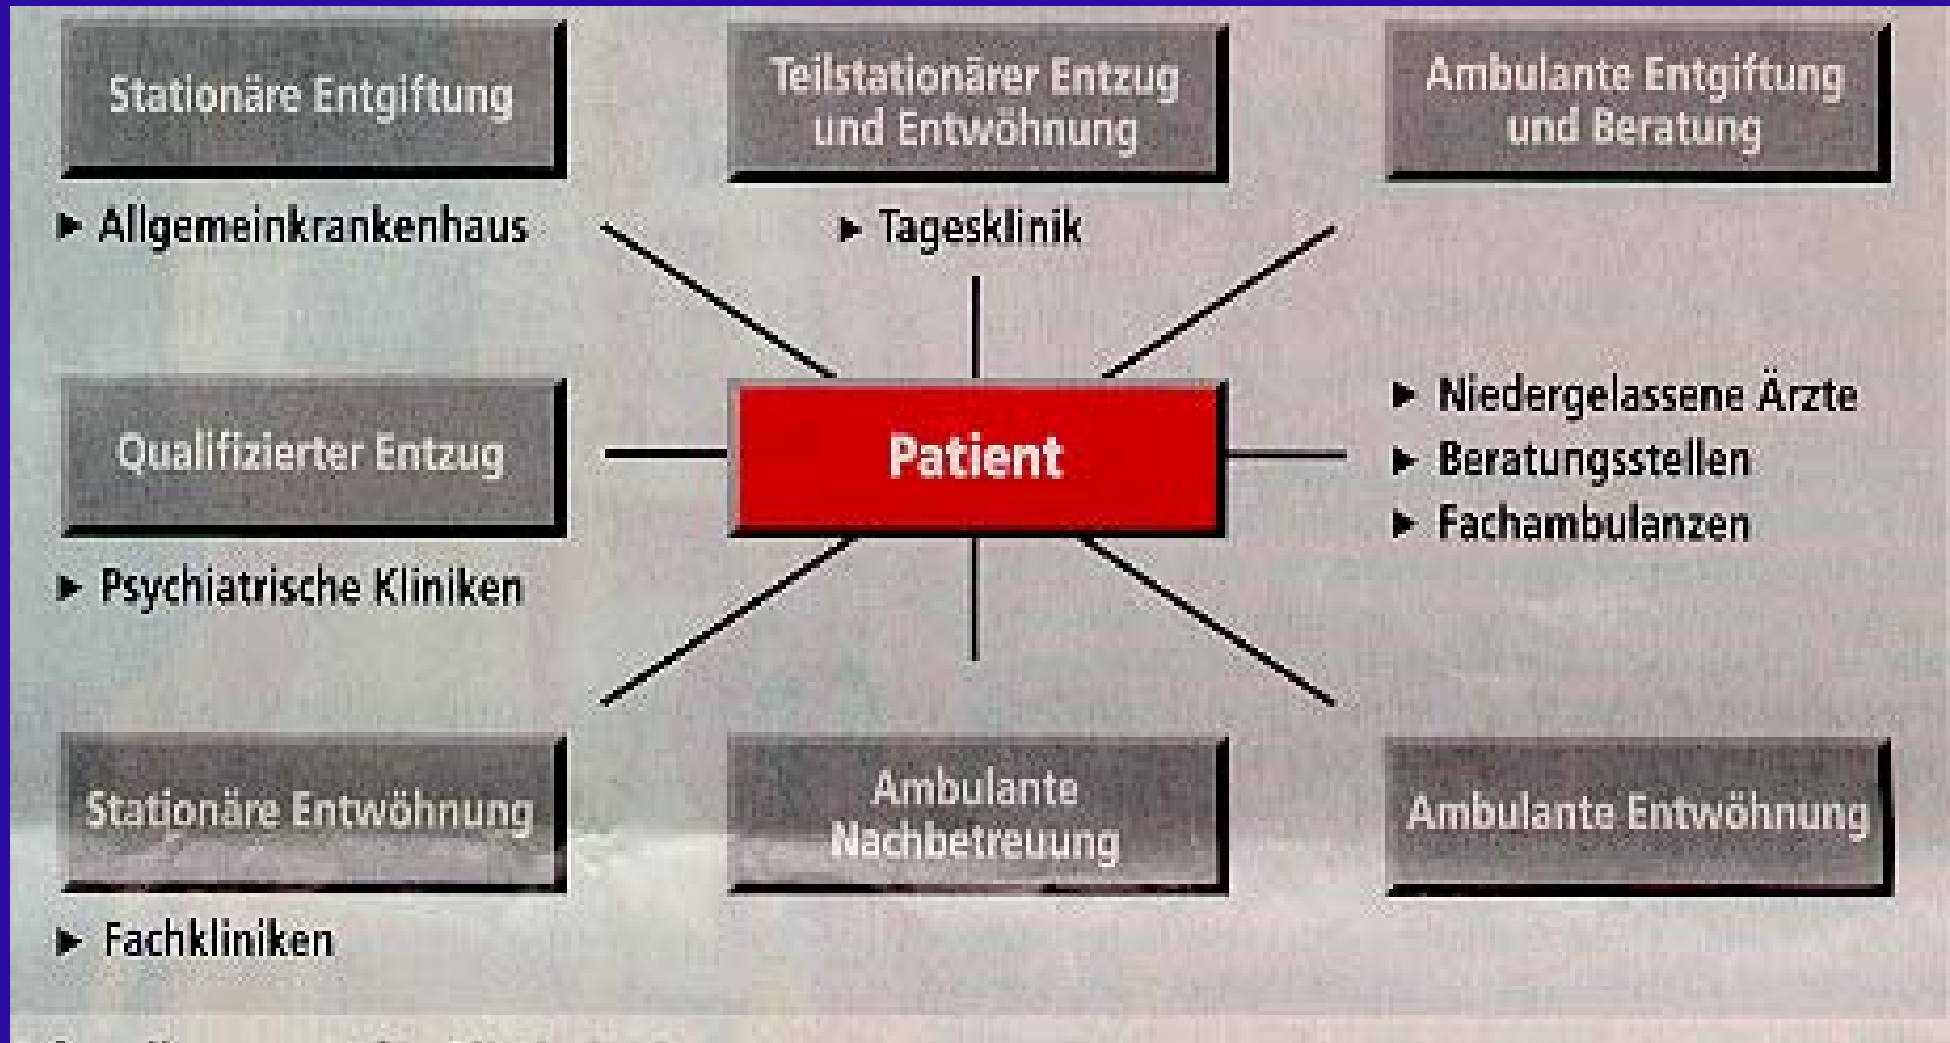 Stationäre Entgiftung
Teilstationärer Entzug
und Entwöhnung
Ambulante Entgiftung
und Beratung
▶ Allgemeinkrankenhaus
▶ Tagesklinik
Qualifizierter Entzug
Patient
▶ Niedergelassene Ärzte
▶ Beratungsstellen
▶ Fachambulanzen
▶ Psychiatrische Kliniken
Stationäre Entwöhnung
Ambulante
Nachbetreuung
Ambulante Entwöhnung
▶ Fachkliniken